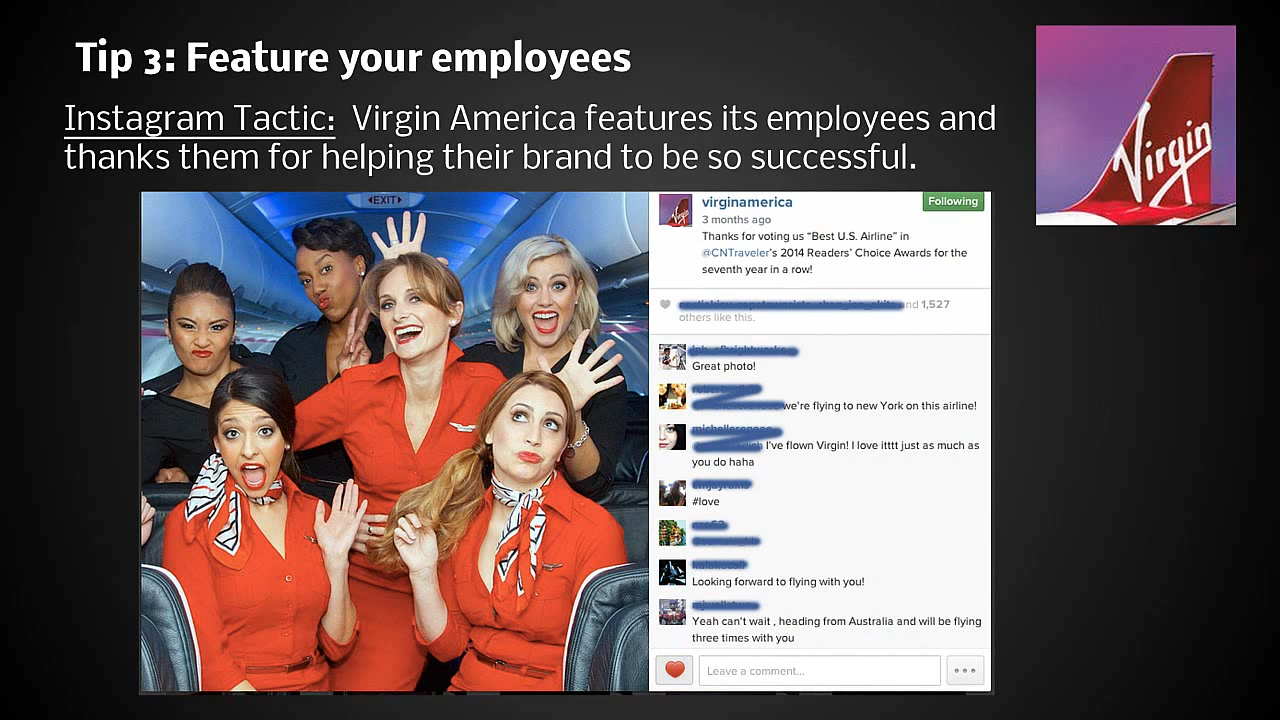 Tip 3: Feature your employees
Instagram Tactic: Virgin America features its employees and
thanks them for helping their brand to be so successful.
Virgin
EXIT
virginamerica
Following
3 months ago
Thanks for voting us “Best U.S. Airline” in
@CNTraveler's 2014 Readers' Choice Awards for the
seventh year in a row!
and 1,527
others like this.
Great photo!
we're flying to new York on this airline!
I've flown Virgin! I love itttt just as much as
you do haha
#love
Looking forward to flying with you!
Yeah can't wait , heading from Australia and will be flying
three times with you
Leave a comment...